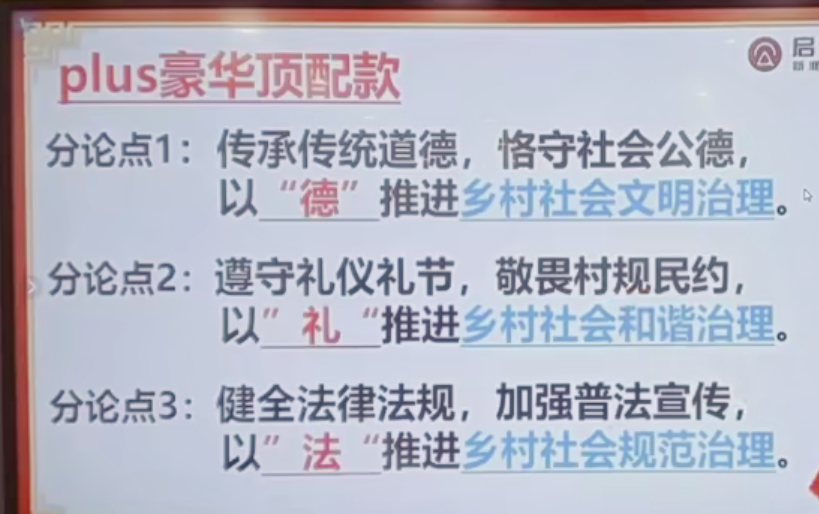 plus豪华顶配款
启
分论点1：传承传统道德，恪守社会公德，
以“德”推进乡村社会文明治理。
分论点2：遵守礼仪礼节，敬畏村规民约，
以”礼“推进乡村社会和谐治理。
分论点3：健全法律法规，加强普法宣传，
以”法“推进乡村社会规范治理。